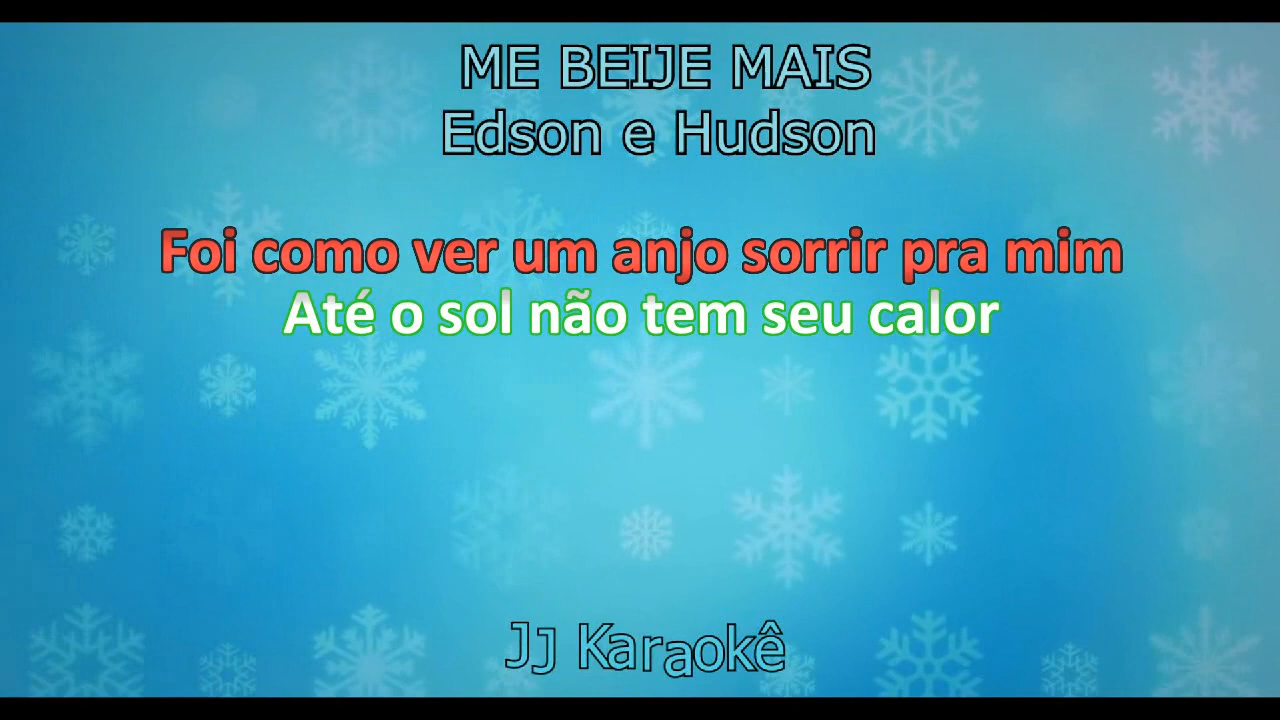 ME BEIJE MAIS
Edson e Hudson
Foi como ver um anjo sorrir pra mim
Até o sol não tem seu calor
JJ Karaokê